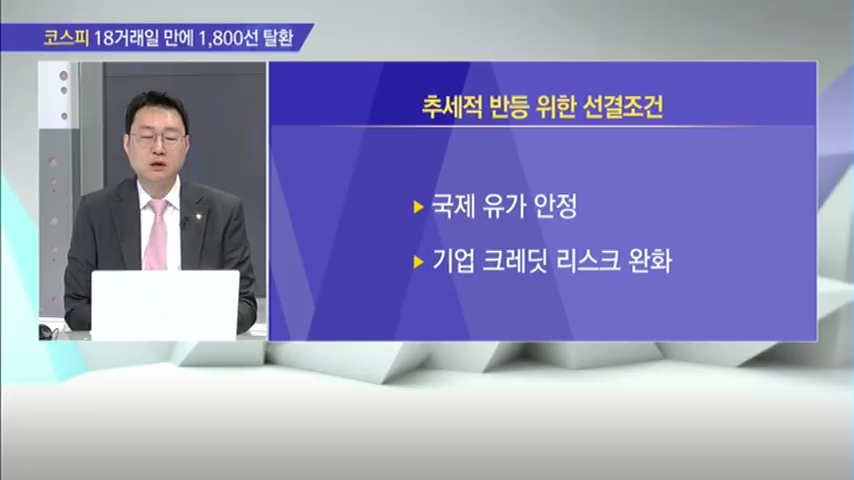 코스피 18거래일 만에 1,800선 탈환
추세적 반등 위한 선결조건
▶ 국제 유가 안정
▶ 기업 크레딧 리스크 완화